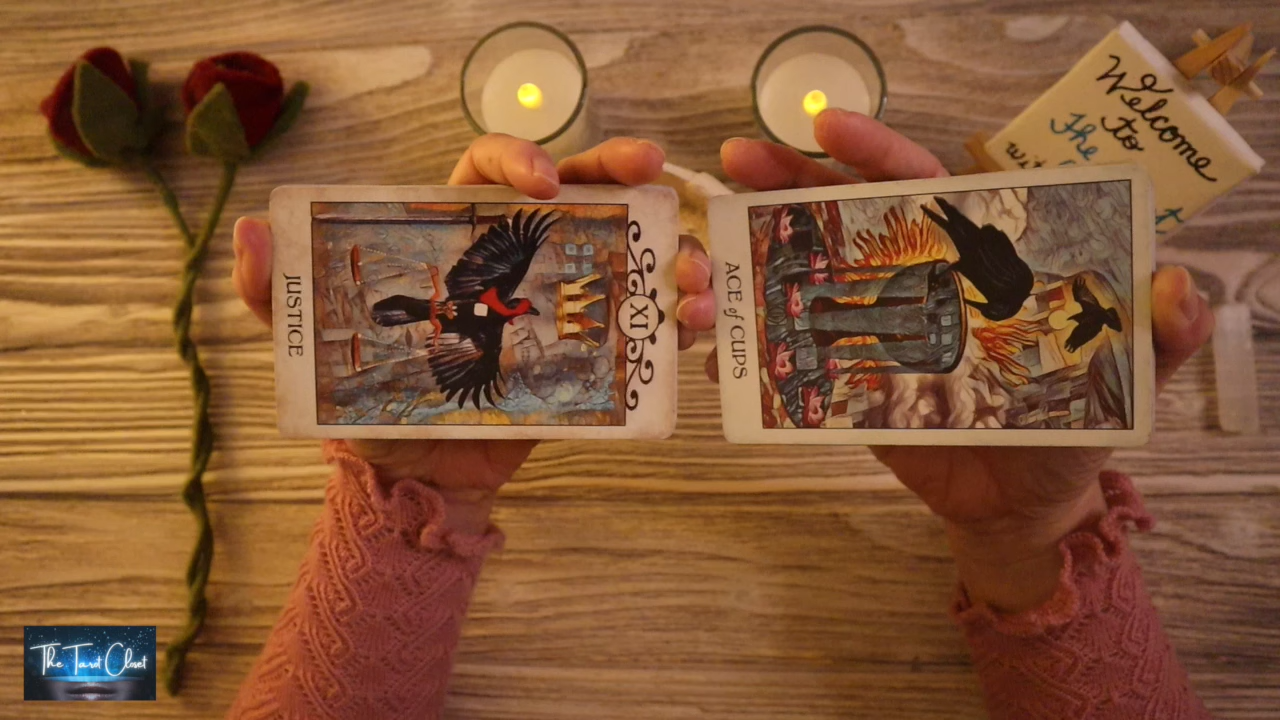 Welcome
to
The
JUSTICE
XI
ACE of CUPS
The Tarot Closet